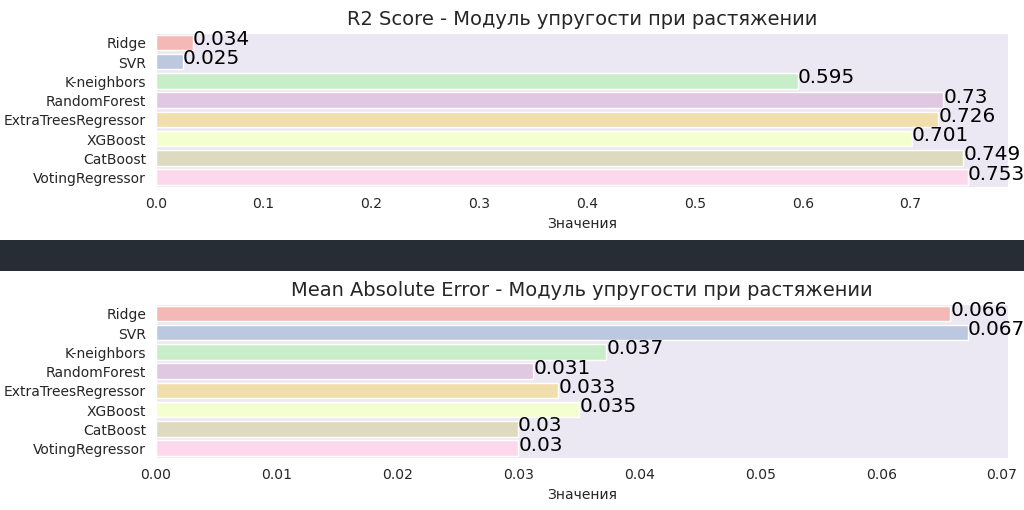 R2 Score - Модуль упругости при растяжении
Ridge 0.034
SVR 0.025
K-neighbors 0.595
RandomForest 0.73
ExtraTreesRegressor 0.726
XGBoost 0.701
CatBoost 0.749
VotingRegressor 0.753
0.0 0.1 0.2 0.3 0.4 0.5 0.6 0.7
Значения
Mean Absolute Error - Модуль упругости при растяжении
Ridge 0.066
SVR 0.067
K-neighbors 0.037
RandomForest 0.031
ExtraTreesRegressor 0.033
XGBoost 0.035
CatBoost 0.03
VotingRegressor 0.03
0.00 0.01 0.02 0.03 0.04 0.05 0.06 0.07
Значения